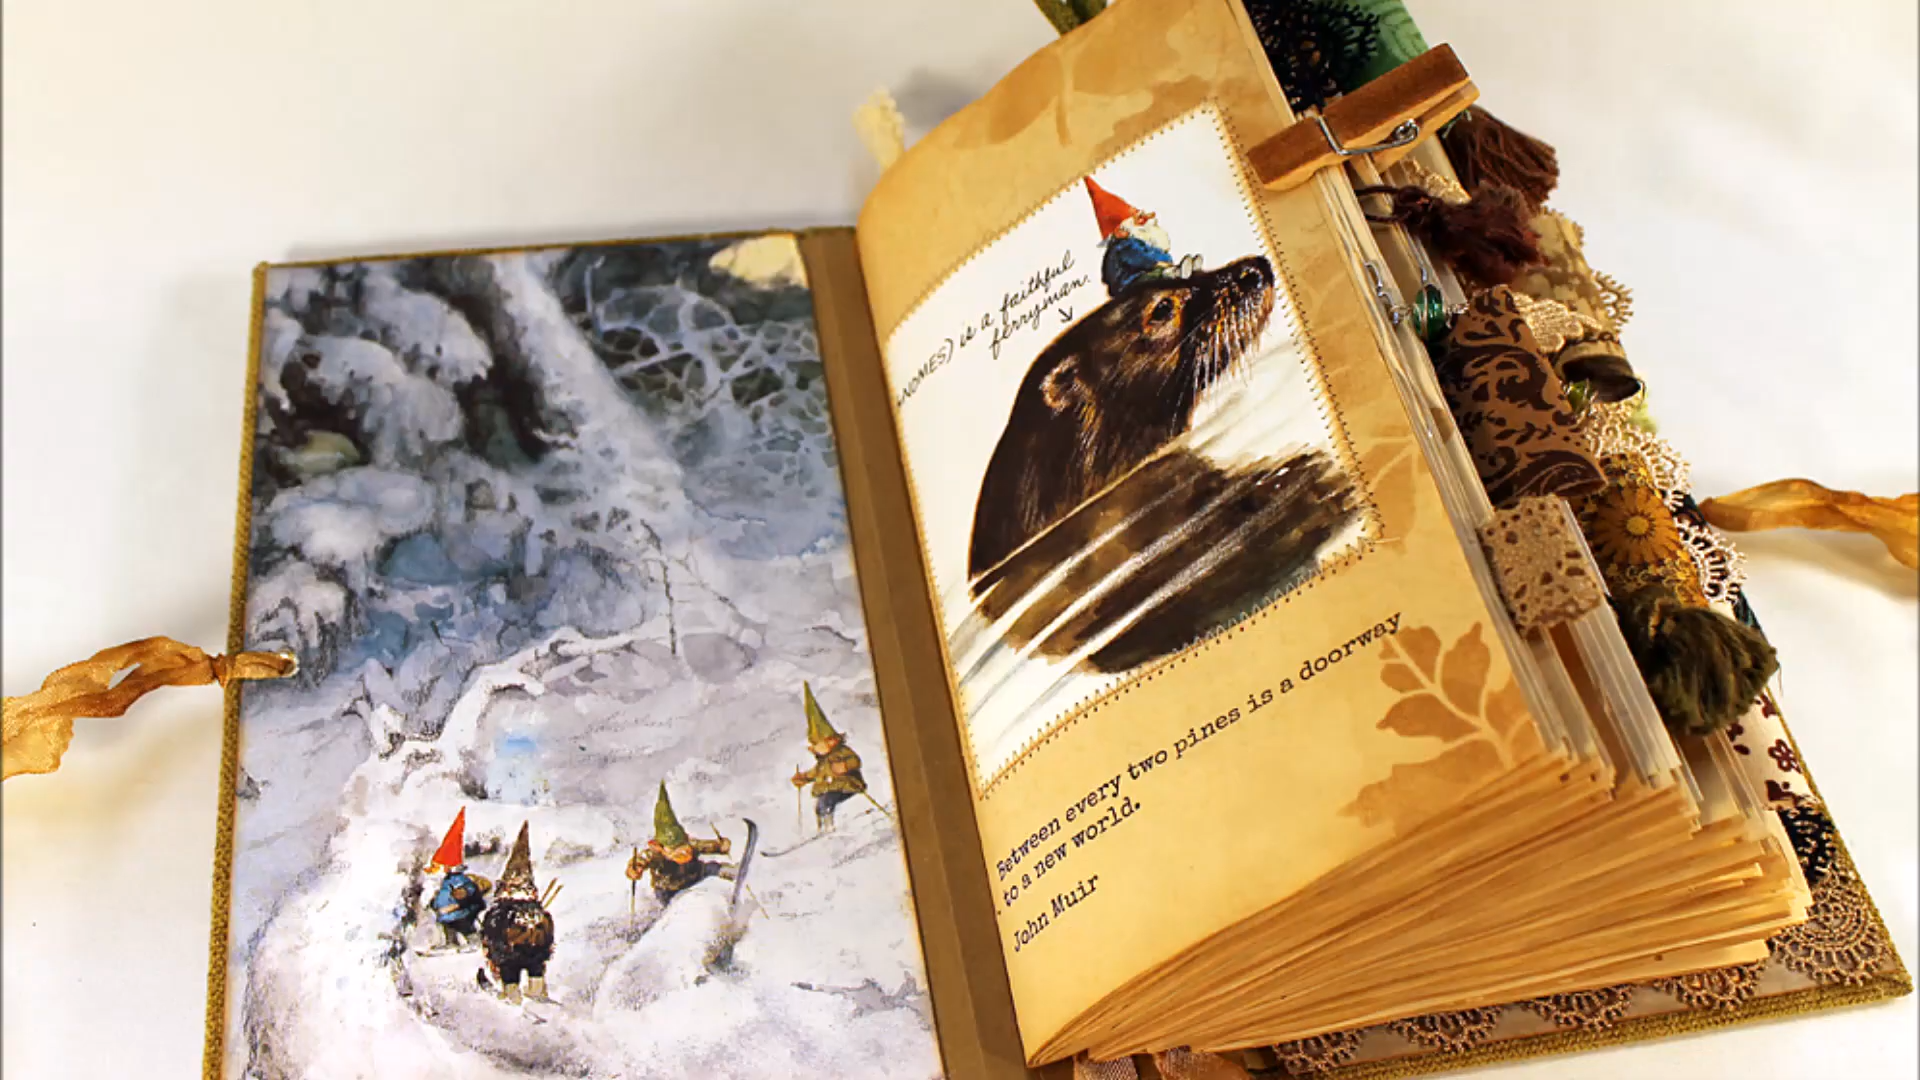 NOMES) is a faithful
ferryman.
Between every two pines is a doorway
to a new world.
John Muir